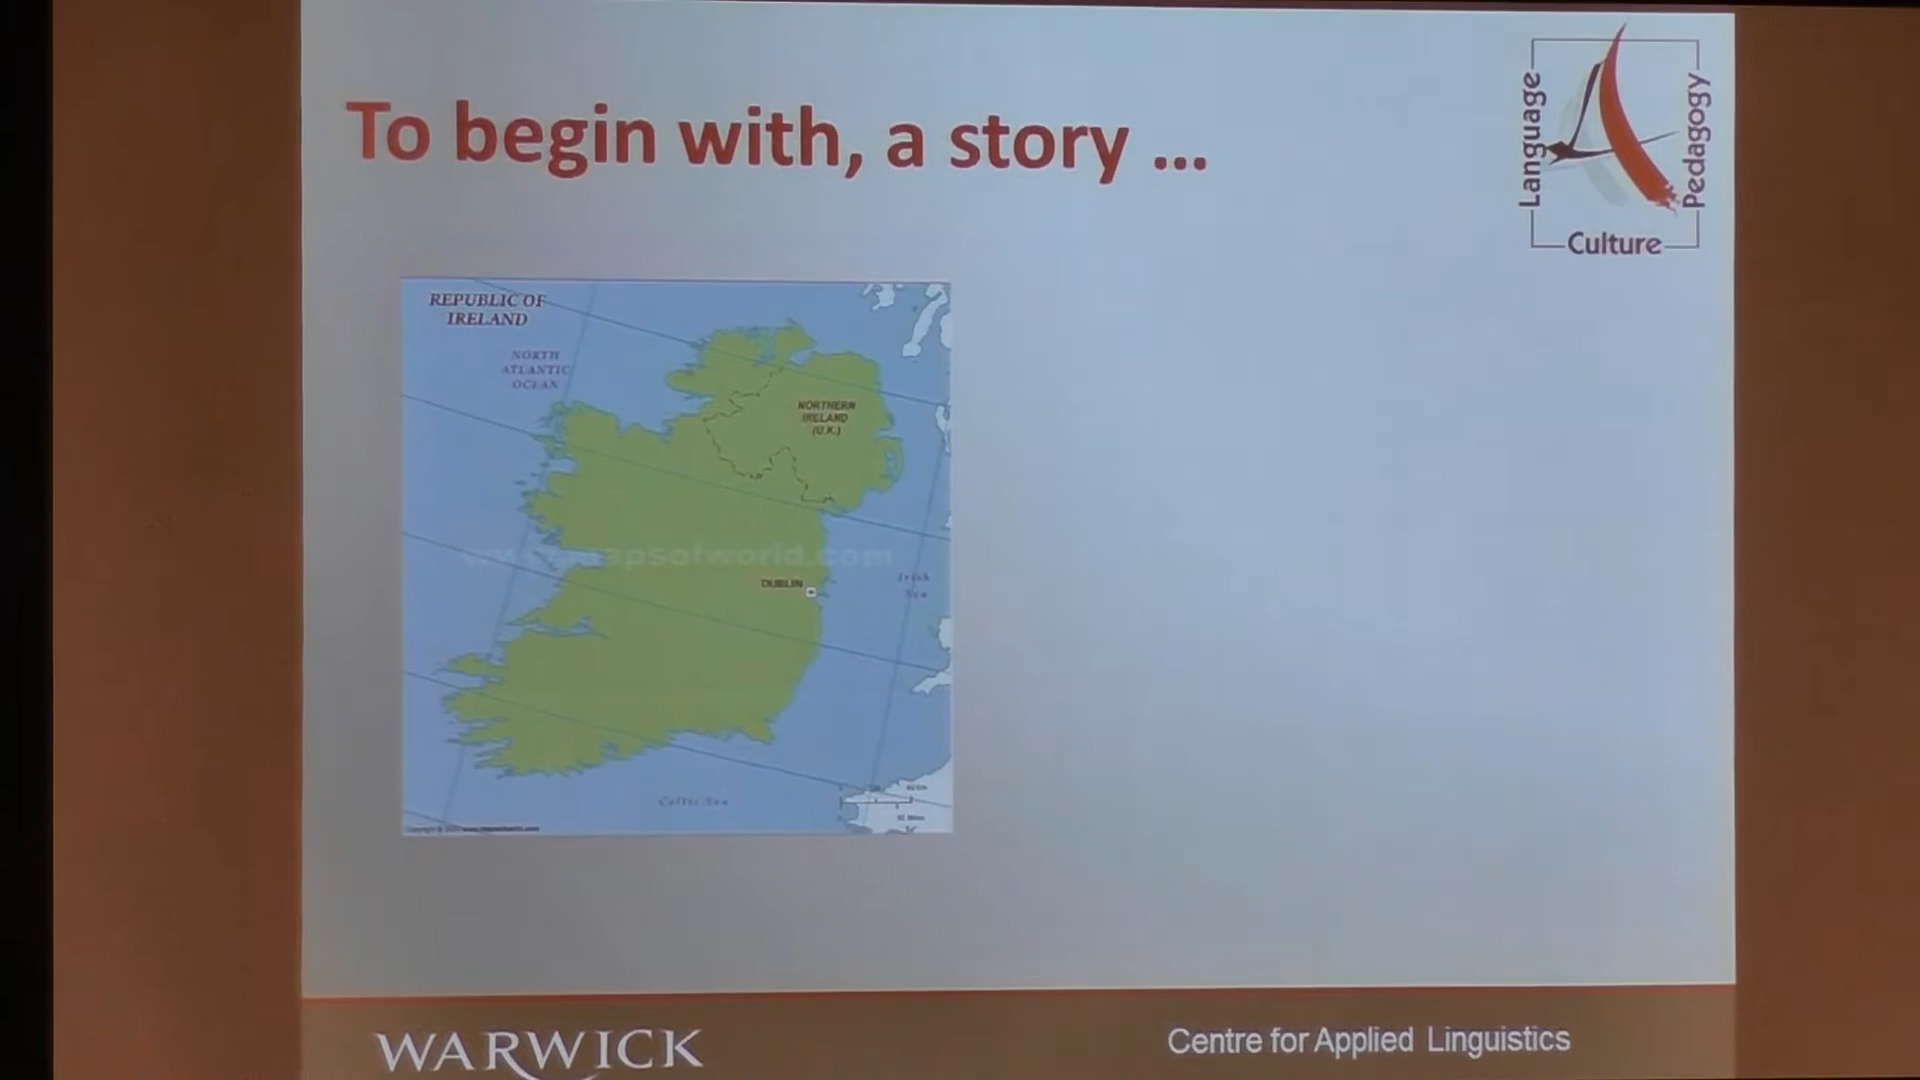 To begin with, a story ...
Language
Pedagogy
Culture
REPUBLIC OF
IRELAND
NORTH
ATLANTIC
OCEAN
NORTHERN
IRELAND
(U.K.)
DUBLIN
Irish
Sea
Celtic Sea
WARWICK
Centre for Applied Linguistics